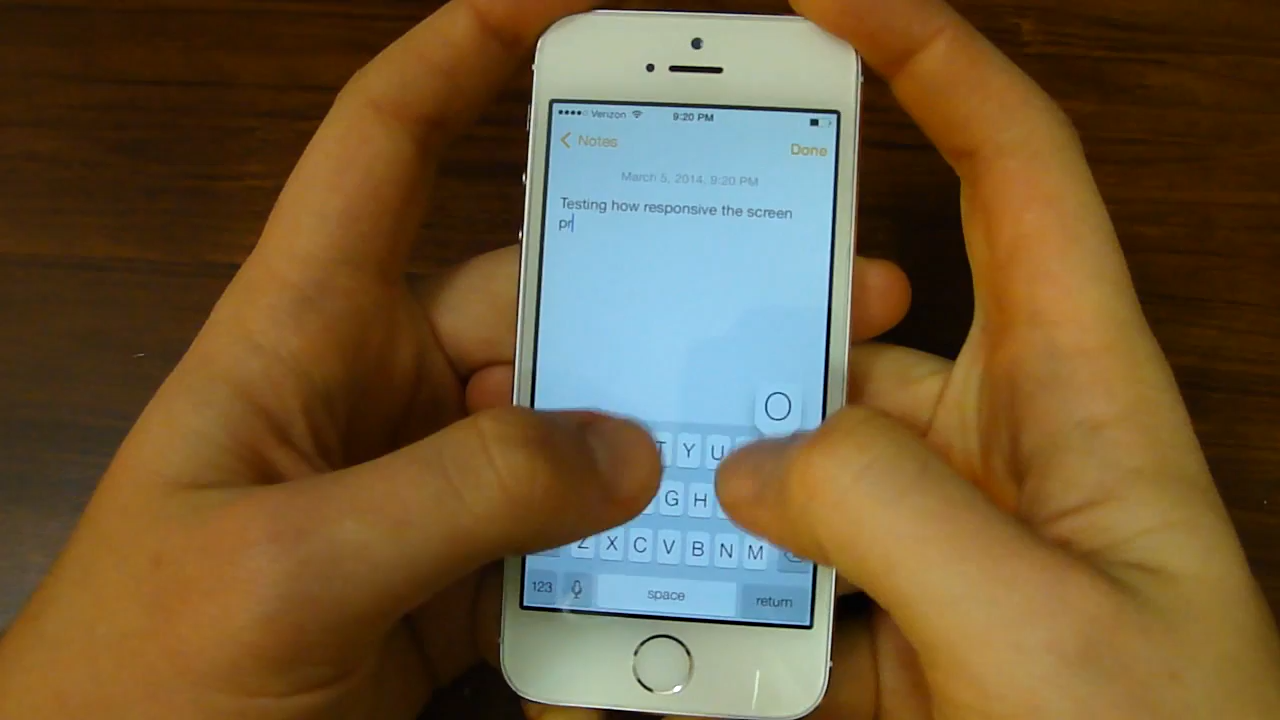 Verizon 9:20 PM
Notes Done
March 5, 2014, 9:20 PM
Testing how responsive the screen
pr
O
T Y U
G H
Z X C V B N M
123 space return